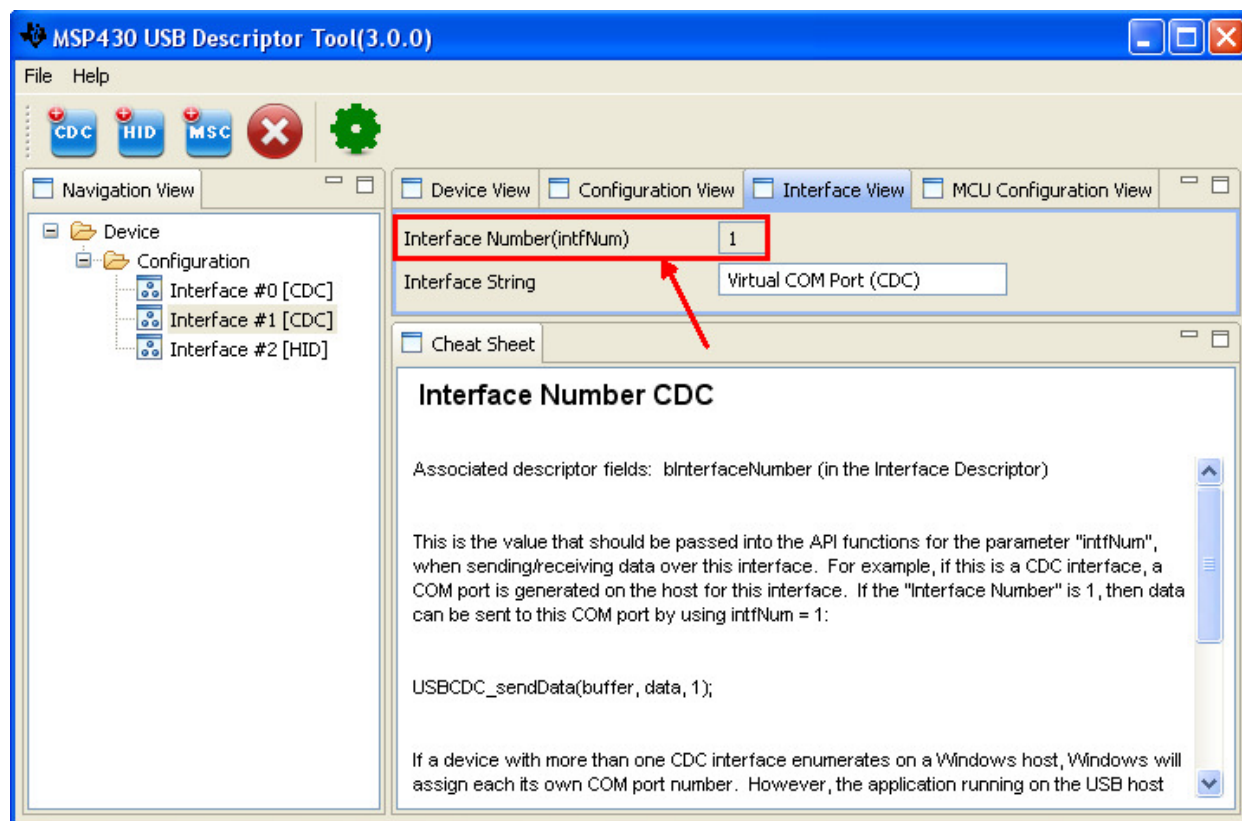 MSP430 USB Descriptor Tool(3.0.0)
File Help
CDC HID MSC
Navigation View
Device View Configuration View Interface View MCU Configuration View
Device
Configuration
Interface #0 [CDC]
Interface #1 [CDC]
Interface #2 [HID]
Interface Number(intfNum) 1
Interface String Virtual COM Port (CDC)
Cheat Sheet
Interface Number CDC
Associated descriptor fields: bInterfaceNumber (in the Interface Descriptor)
This is the value that should be passed into the API functions for the parameter "intfNum",
when sending/receiving data over this interface. For example, if this is a CDC interface, a
COM port is generated on the host for this interface. If the "Interface Number" is 1, then data
can be sent to this COM port by using intfNum = 1:
USBCDC_sendData(buffer, data, 1);
If a device with more than one CDC interface enumerates on a Windows host, Windows will
assign each its own COM port number. However, the application running on the USB host